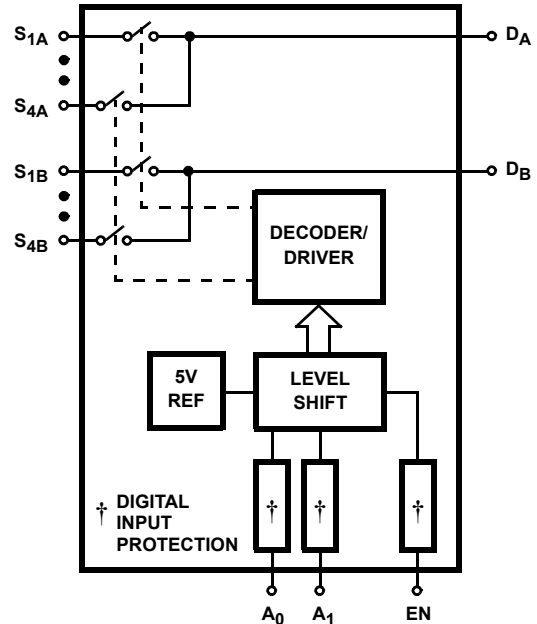 S1A
DA
S4A
S1B
DB
S4B
DECODER/
DRIVER
5V
REF
LEVEL
SHIFT
† DIGITAL
INPUT
PROTECTION
†
†
†
A0
A1
EN